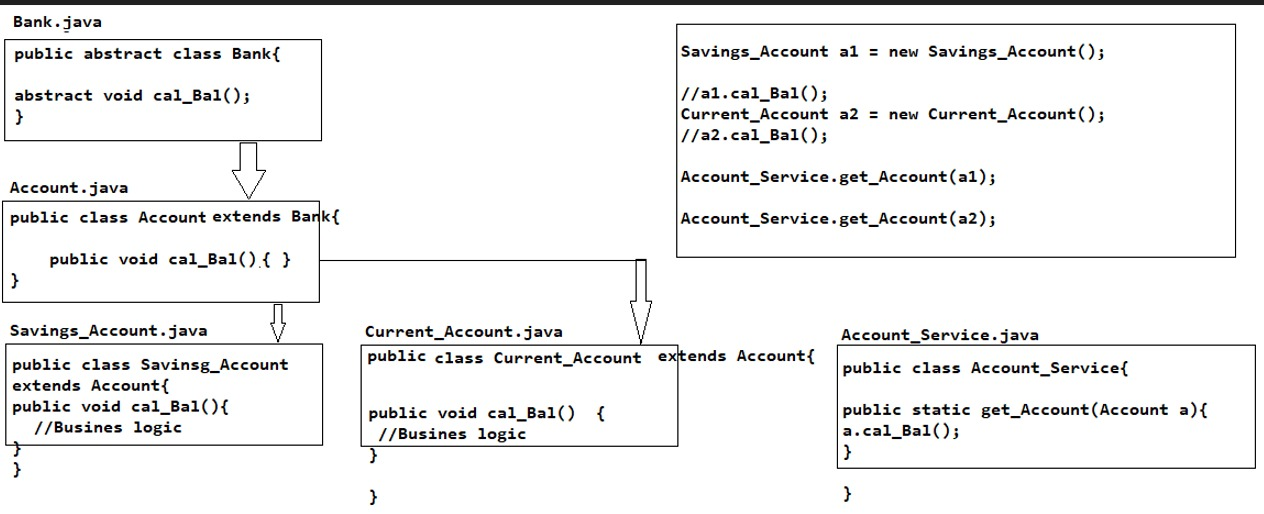 Bank.java
public abstract class Bank{
abstract void cal_Bal();
}
Savings_Account a1 = new Savings_Account();
//a1.cal_Bal();
Current_Account a2 = new Current_Account();
//a2.cal_Bal();
Account_Service.get_Account(a1);
Account_Service.get_Account(a2);
Account.java
public class Account extends Bank{
public void cal_Bal(){ }
}
Savings_Account.java
public class Savinsg_Account
extends Account{
public void cal_Bal(){
//Busines logic
}
}
Current_Account.java
public class Current_Account extends Account{
public void cal_Bal() {
//Busines logic
}
}
Account_Service.java
public class Account_Service{
public static get_Account(Account a){
a.cal_Bal();
}
}